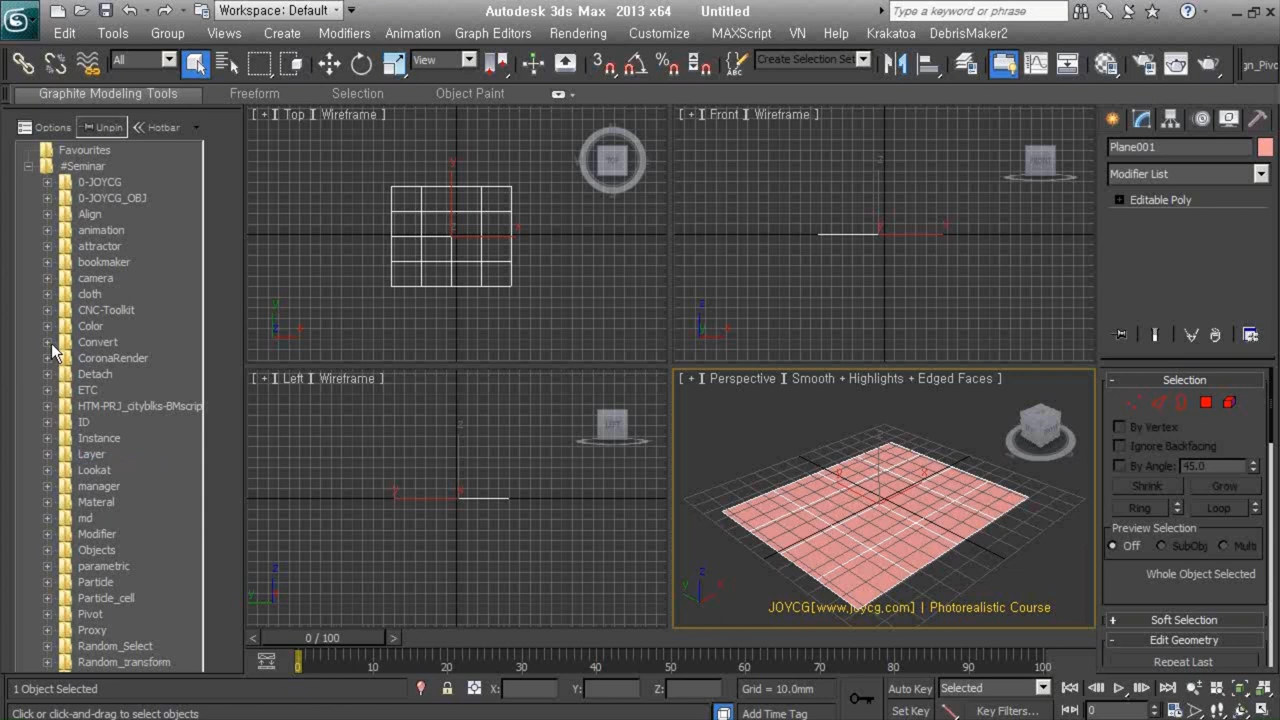 Workspace: Default
Autodesk 3ds Max 2013 x64 Untitled
Type a keyword or phrase
Edit Tools Group Views Create Modifiers Animation Graph Editors Rendering Customize MAXScript VN Help Krakatoa DebrisMaker2
All View 3 Create Selection Set
Graphite Modeling Tools Freeform Selection Object Paint
Options Unpin Hotbar
Favourites
#Seminar
0-JOYCG
0-JOYCG_OBJ
Align
animation
attractor
bookmaker
camera
cloth
CNC-Toolkit
Color
Convert
CoronaRender
Detach
ETC
HTM-PRJ_cityblks-BMscrip
ID
Instance
Layer
Lookat
manager
Materal
md
Modifier
Objects
parametric
Particle
Particle_cell
Pivot
Proxy
Random_Select
Random_transform
[ + ] Top ] Wireframe ]
TOP
y
x
z
[ + ] Front ] Wireframe ]
[ + ] Left ] Wireframe ]
LEFT
[ + ] Perspective ] Smooth + Highlights + Edged Faces ]
JOYCG[www.joycg.com] | Photorealistic Course
Plane001
Modifier List
Editable Poly
Selection
By Vertex
Ignore Backfacing
By Angle: 45.0
Shrink Grow
Ring Loop
Preview Selection
Off SubObj Multi
Whole Object Selected
Soft Selection
Edit Geometry
Repeat Last
< 0 / 100 >
0 10 20 30 40 50 60 70 80 90 100
1 Object Selected X: Y: Z: Grid = 10.0mm Auto Key Selected
Click or click-and-drag to select objects Add Time Tag Set Key Key Filters... 0